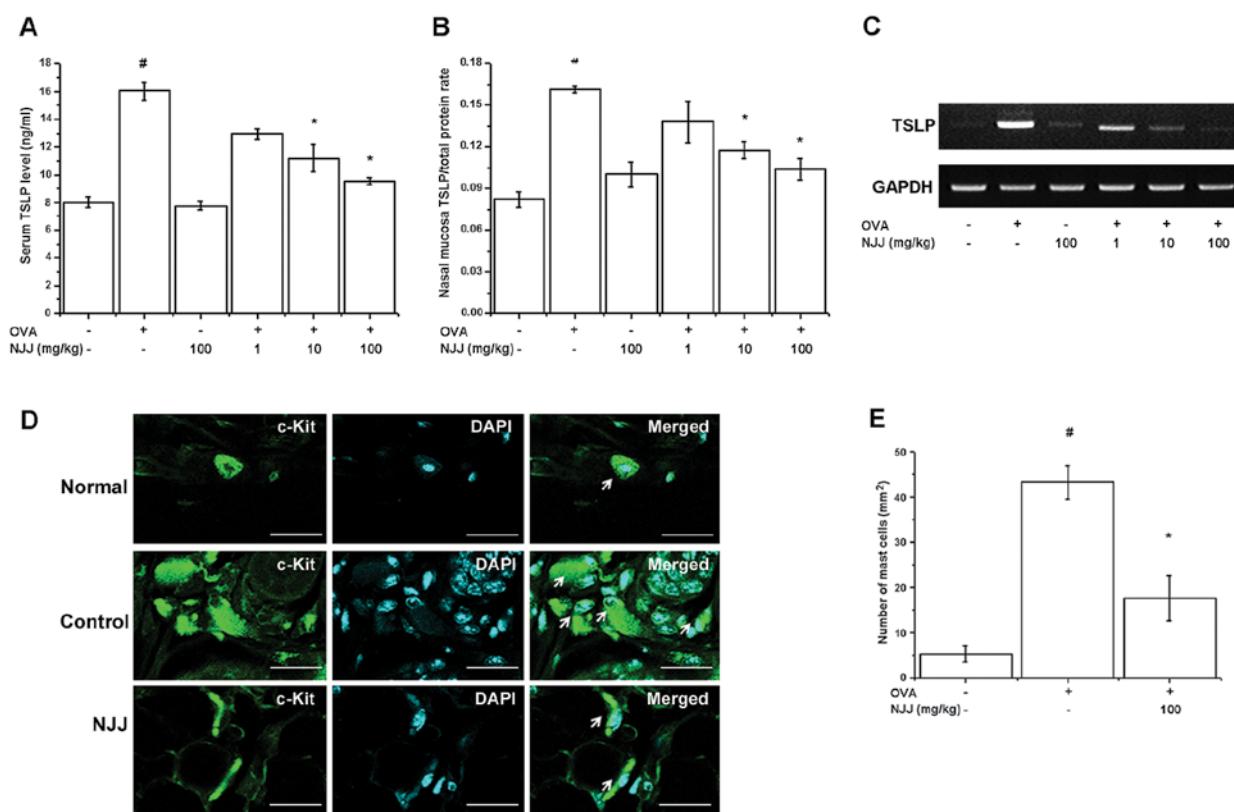 A
Serum TSLP level (ng/ml)
18
16
14
12
10
8
6
4
2
0
#
*
*
OVA - + - + + +
NJJ (mg/kg) - - 100 1 10 100
B
Nasal mucosa TSLP/total protein rate
0.18
0.15
0.12
0.09
0.06
0.03
0.00
#
*
*
OVA - + - + + +
NJJ (mg/kg) - - 100 1 10 100
C
TSLP
GAPDH
OVA - + - + + +
NJJ (mg/kg) - - 100 1 10 100
D
c-Kit DAPI Merged
Normal
c-Kit DAPI Merged
Control
c-Kit DAPI Merged
NJJ
E
Number of mast cells (mm²)
50
40
30
20
10
0
#
*
OVA - + +
NJJ (mg/kg) - - 100